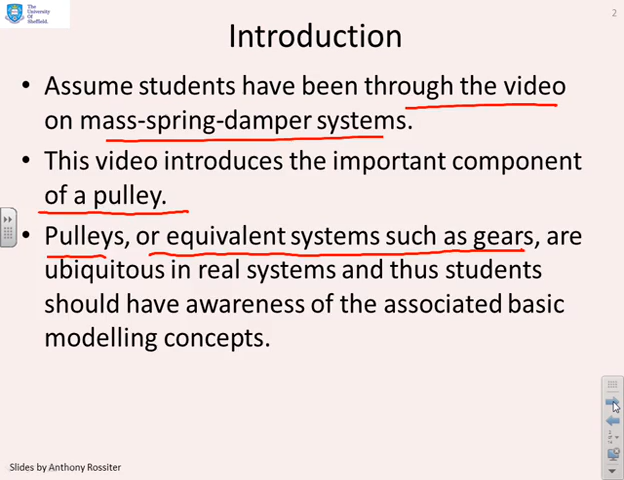 The
University
Of
Sheffield.
2
Introduction
• Assume students have been through the video
on mass-spring-damper systems.
• This video introduces the important component
of a pulley.
• Pulleys, or equivalent systems such as gears, are
ubiquitous in real systems and thus students
should have awareness of the associated basic
modelling concepts.
Slides by Anthony Rossiter